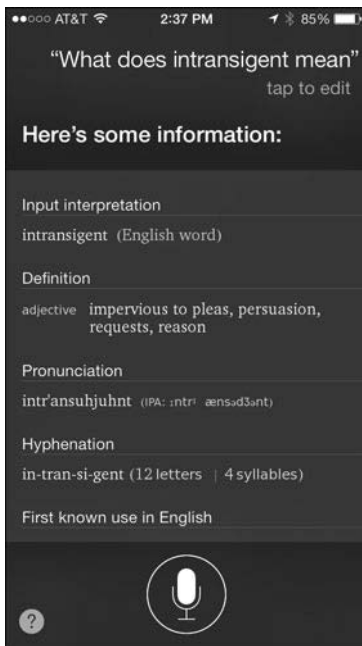 AT&T 2:37 PM 85%
“What does intransigent mean”
tap to edit
Here’s some information:
Input interpretation
intransigent (English word)
Definition
adjective impervious to pleas, persuasion,
requests, reason
Pronunciation
intr'ansuhjuhnt (IPA: ɪntrˈænsədʒənt)
Hyphenation
in-tran-si-gent (12 letters | 4 syllables)
First known use in English
?